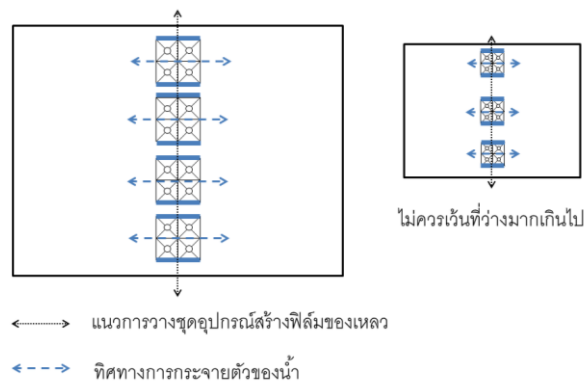 ไม่ควรเว้นที่ว่างมากเกินไป
แนวการวางชุดอุปกรณ์สร้างฟิล์มของเหลว
ทิศทางการกระจายตัวของน้ำ